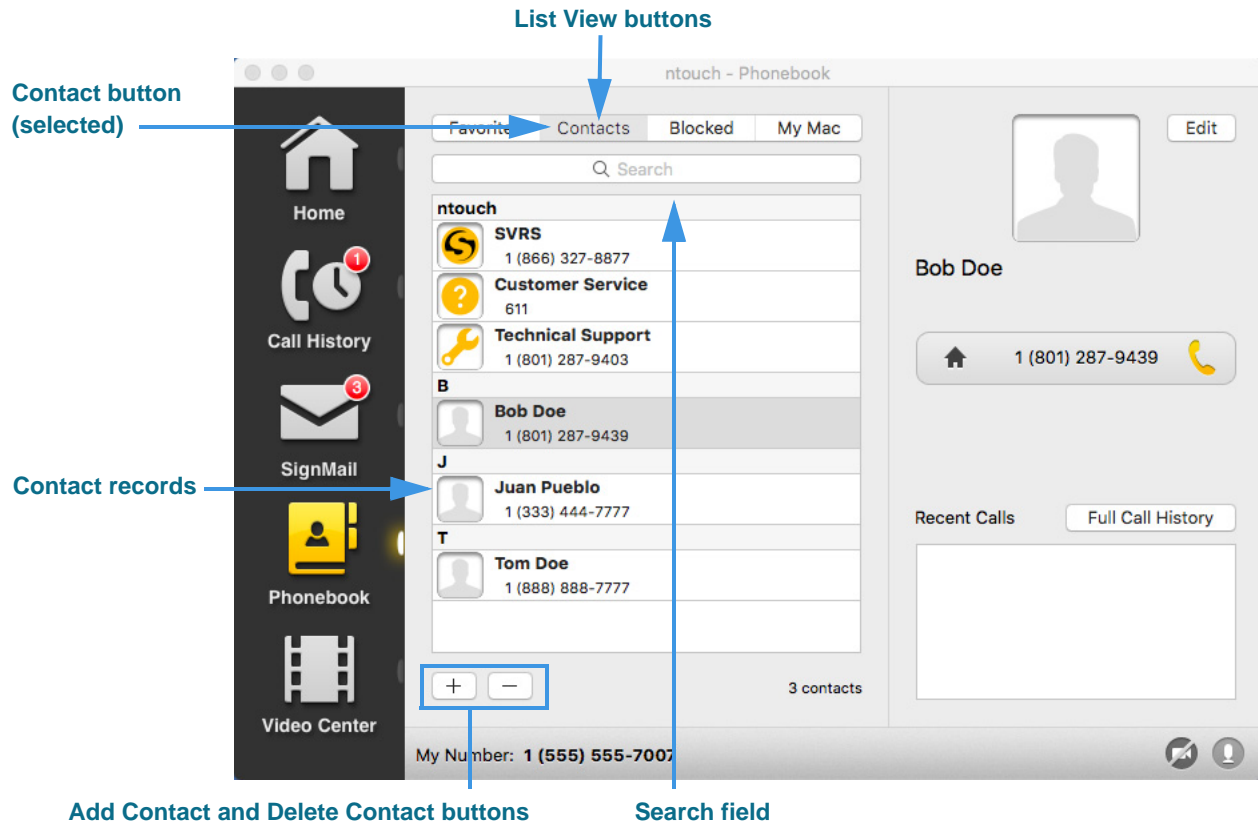 List View buttons
Contact button
(selected)
ntouch - Phonebook
Favorite
Contacts
Blocked
My Mac
Edit
Search
Home
1
Call History
3
SignMail
Phonebook
Video Center
ntouch
SVRS
1 (866) 327-8877
Customer Service
611
Technical Support
1 (801) 287-9403
B
Bob Doe
1 (801) 287-9439
J
Juan Pueblo
1 (333) 444-7777
T
Tom Doe
1 (888) 888-7777
+ −
3 contacts
Bob Doe
1 (801) 287-9439
Recent Calls
Full Call History
Contact records
My Number: 1 (555) 555-7007
Add Contact and Delete Contact buttons
Search field